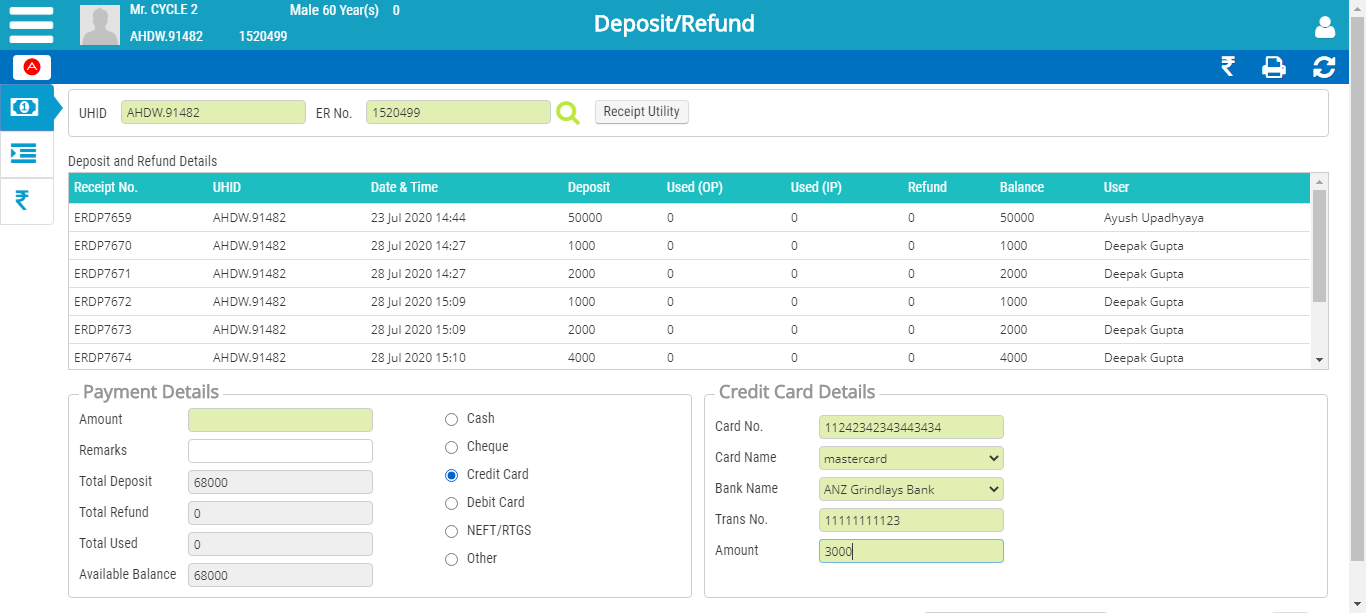 Mr. CYCLE 2 Male 60 Year(s) 0
AHDW.91482 1520499
Deposit/Refund
UHID AHDW.91482 ER No. 1520499 Receipt Utility
Deposit and Refund Details
Receipt No. UHID Date & Time Deposit Used (OP) Used (IP) Refund Balance User
ERDP7659 AHDW.91482 23 Jul 2020 14:44 50000 0 0 0 50000 Ayush Upadhyaya
ERDP7670 AHDW.91482 28 Jul 2020 14:27 1000 0 0 0 1000 Deepak Gupta
ERDP7671 AHDW.91482 28 Jul 2020 14:27 2000 0 0 0 2000 Deepak Gupta
ERDP7672 AHDW.91482 28 Jul 2020 15:09 1000 0 0 0 1000 Deepak Gupta
ERDP7673 AHDW.91482 28 Jul 2020 15:09 2000 0 0 0 2000 Deepak Gupta
ERDP7674 AHDW.91482 28 Jul 2020 15:10 4000 0 0 0 4000 Deepak Gupta
Payment Details
Amount
Remarks
Total Deposit 68000
Total Refund 0
Total Used 0
Available Balance 68000
Cash
Cheque
Credit Card
Debit Card
NEFT/RTGS
Other
Credit Card Details
Card No. 11242342343443434
Card Name mastercard
Bank Name ANZ Grindlays Bank
Trans No. 11111111123
Amount 3000